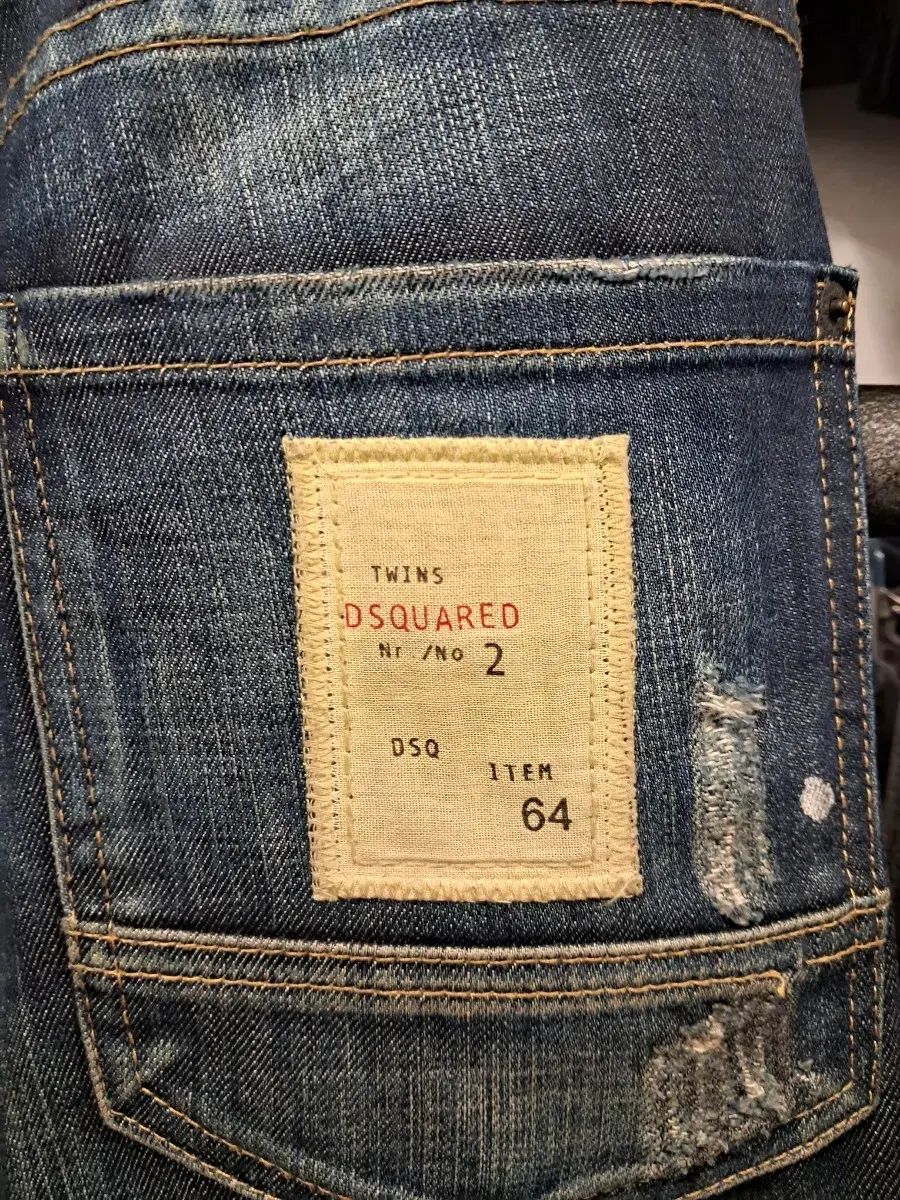 TWINS
DSQUARED
Nr /No 2
DSQ
ITEM
64